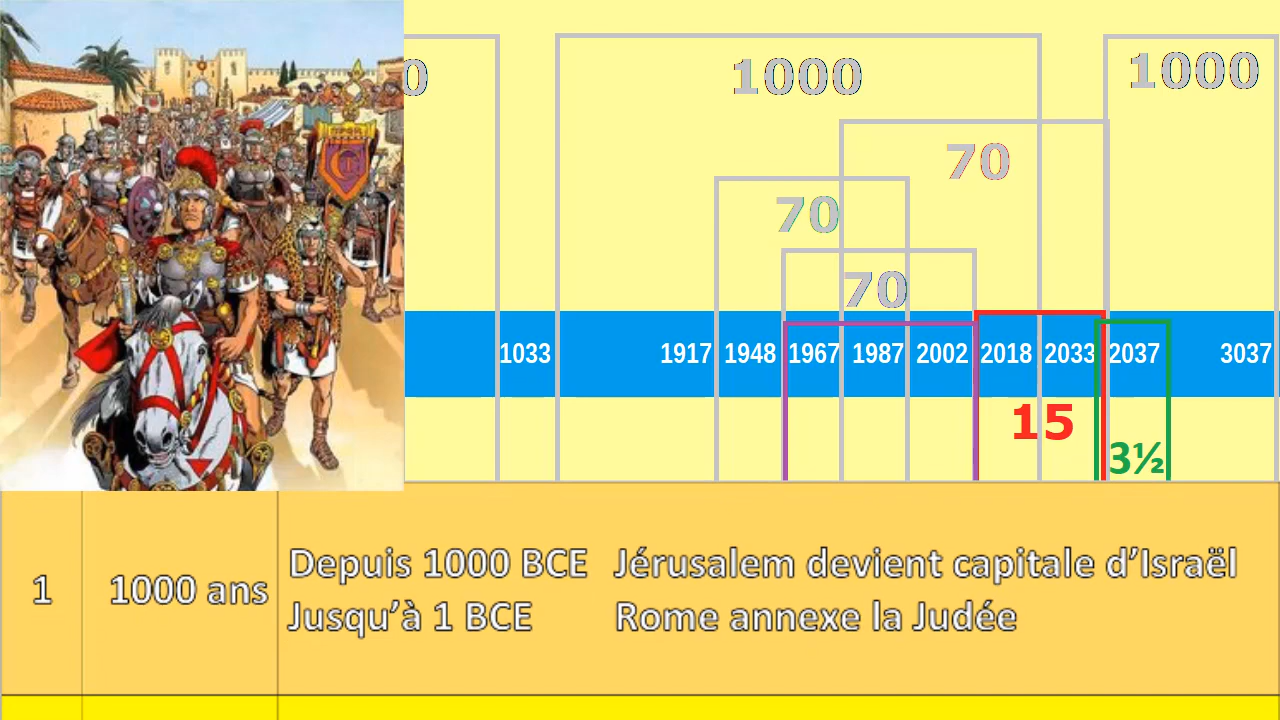 0
1000
1000
70
70
70
1033 1917 1948 1967 1987 2002 2018 2033 2037 3037
15
3½
1
1000 ans
Depuis 1000 BCE Jérusalem devient capitale d’Israël
Jusqu’à 1 BCE Rome annexe la Judée